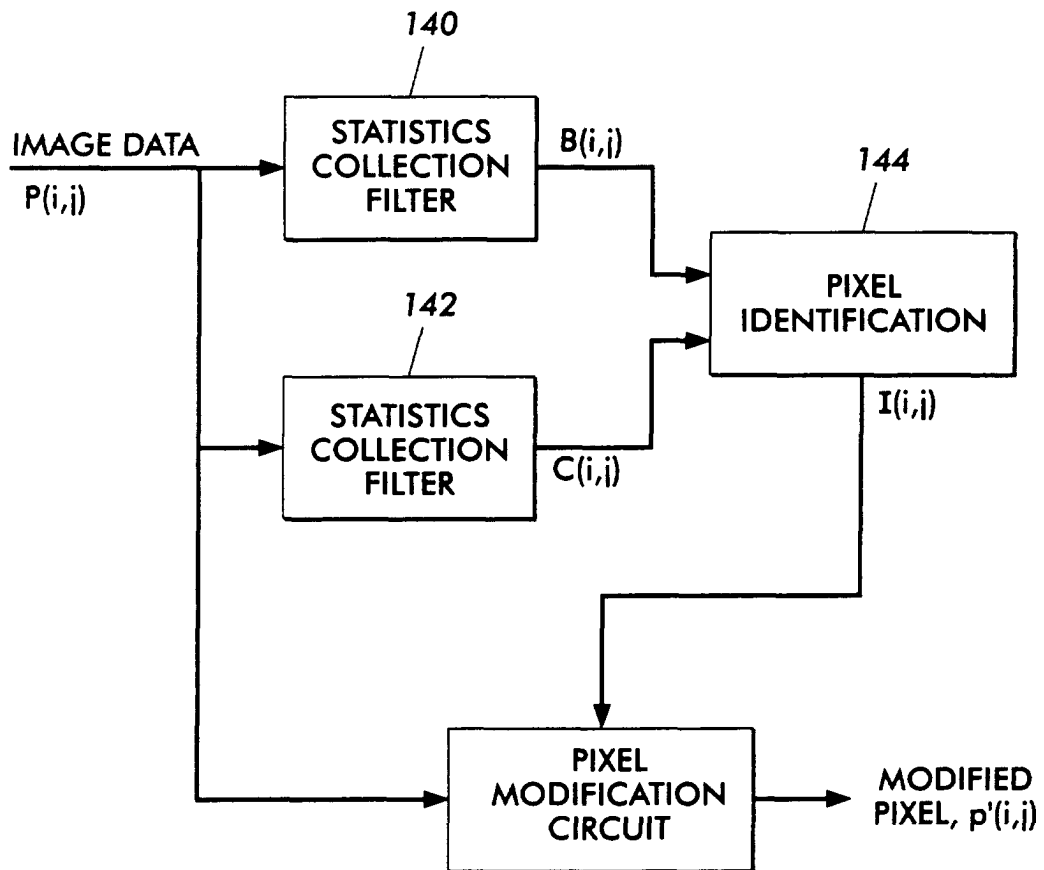 140
IMAGE DATA
P(i,j)
STATISTICS
COLLECTION
FILTER
B(i,j)
144
PIXEL
IDENTIFICATION
142
STATISTICS
COLLECTION
FILTER
C(i,j)
I(i,j)
PIXEL
MODIFICATION
CIRCUIT
MODIFIED
PIXEL, p'(i,j)